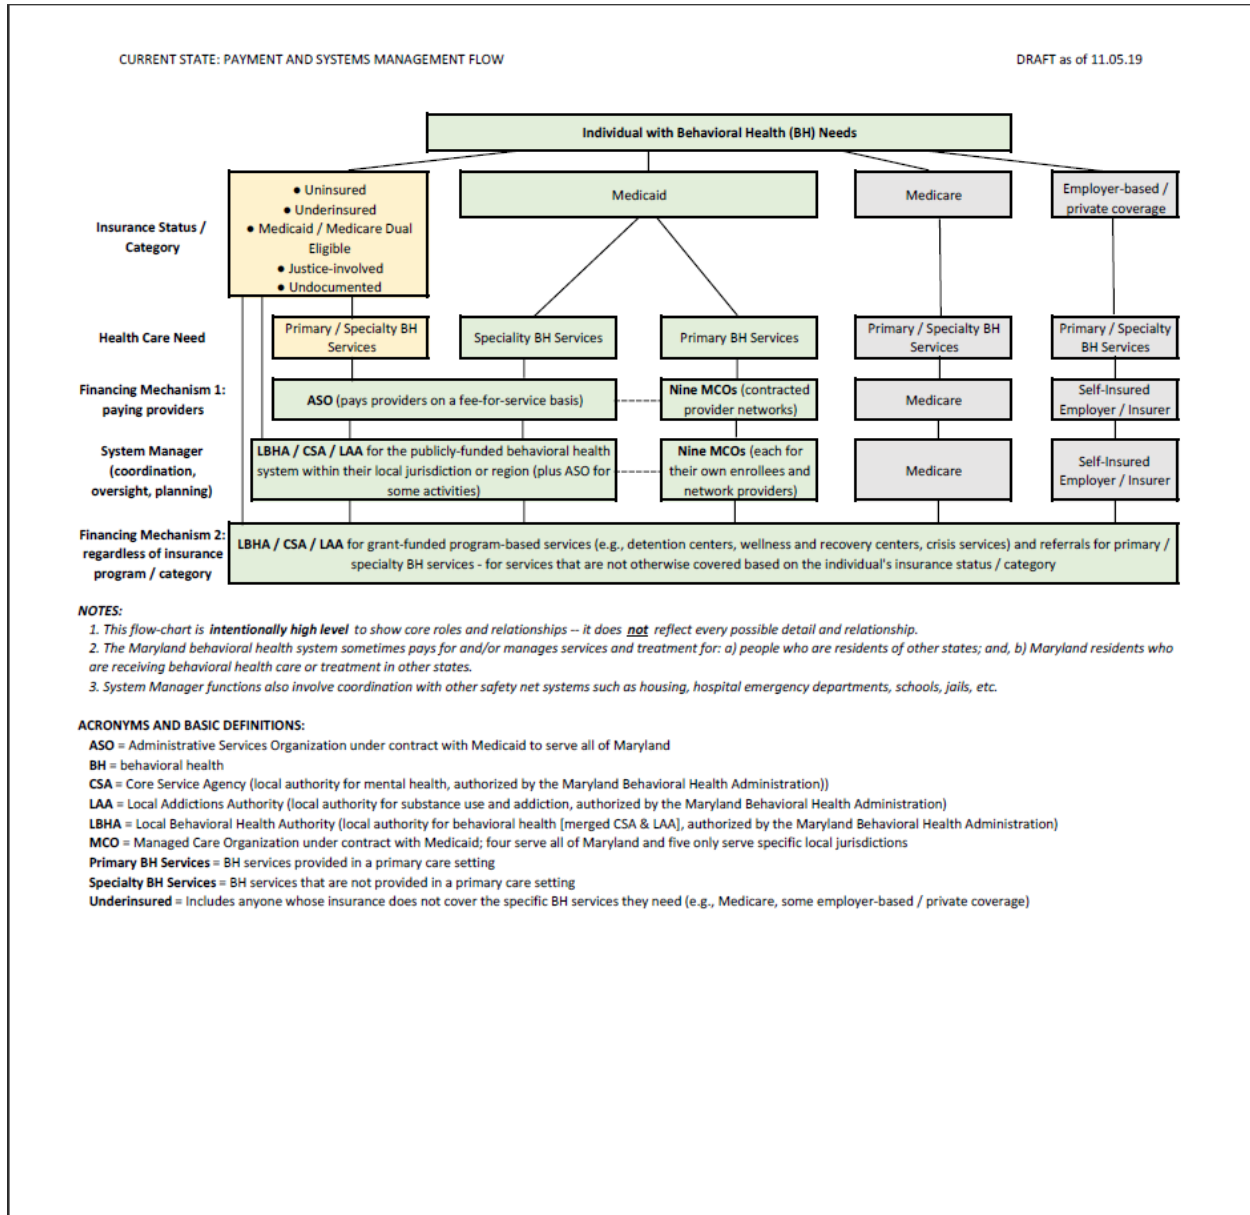 CURRENT STATE: PAYMENT AND SYSTEMS MANAGEMENT FLOW
DRAFT as of 11.05.19
Individual with Behavioral Health (BH) Needs
Insurance Status /
Category
● Uninsured
● Underinsured
● Medicaid / Medicare Dual
Eligible
● Justice-involved
● Undocumented
Medicaid
Medicare
Employer-based /
private coverage
Health Care Need
Primary / Specialty BH
Services
Speciality BH Services
Primary BH Services
Primary / Specialty BH
Services
Primary / Specialty
BH Services
Financing Mechanism 1:
paying providers
ASO (pays providers on a fee-for-service basis)
Nine MCOs (contracted
provider networks)
Medicare
Self-Insured
Employer / Insurer
System Manager
(coordination,
oversight, planning)
LBHA / CSA / LAA for the publicly-funded behavioral health
system within their local jurisdiction or region (plus ASO for
some activities)
Nine MCOs (each for
their own enrollees and
network providers)
Medicare
Self-Insured
Employer / Insurer
Financing Mechanism 2:
regardless of insurance
program / category
LBHA / CSA / LAA for grant-funded program-based services (e.g., detention centers, wellness and recovery centers, crisis services) and referrals for primary /
specialty BH services - for services that are not otherwise covered based on the individual's insurance status / category
NOTES:
1. This flow-chart is intentionally high level to show core roles and relationships -- it does not reflect every possible detail and relationship.
2. The Maryland behavioral health system sometimes pays for and/or manages services and treatment for: a) people who are residents of other states; and, b) Maryland residents who
are receiving behavioral health care or treatment in other states.
3. System Manager functions also involve coordination with other safety net systems such as housing, hospital emergency departments, schools, jails, etc.
ACRONYMS AND BASIC DEFINITIONS:
ASO = Administrative Services Organization under contract with Medicaid to serve all of Maryland
BH = behavioral health
CSA = Core Service Agency (local authority for mental health, authorized by the Maryland Behavioral Health Administration))
LAA = Local Addictions Authority (local authority for substance use and addiction, authorized by the Maryland Behavioral Health Administration)
LBHA = Local Behavioral Health Authority (local authority for behavioral health [merged CSA & LAA], authorized by the Maryland Behavioral Health Administration)
MCO = Managed Care Organization under contract with Medicaid; four serve all of Maryland and five only serve specific local jurisdictions
Primary BH Services = BH services provided in a primary care setting
Specialty BH Services = BH services that are not provided in a primary care setting
Underinsured = Includes anyone whose insurance does not cover the specific BH services they need (e.g., Medicare, some employer-based / private coverage)